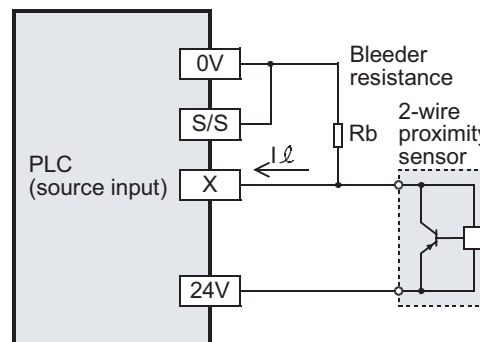 0V
Bleeder
resistance
S/S
Rb
2-wire
proximity
sensor
Iℓ
PLC
(source input)
X
24V